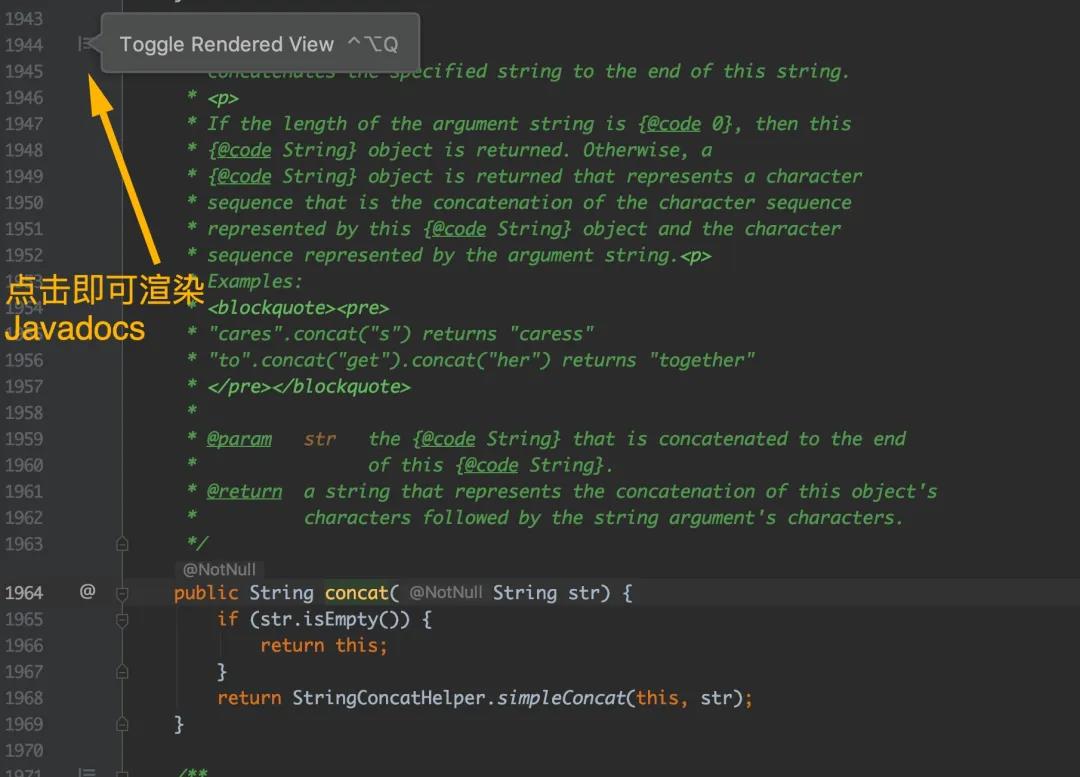 1943
1944 Toggle Rendered View ^⌥Q
1945 concatenates the specified string to the end of this string.
1946 * <p>
1947 * If the length of the argument string is {@code 0}, then this
1948 * {@code String} object is returned. Otherwise, a
1949 * {@code String} object is returned that represents a character
1950 * sequence that is the concatenation of the character sequence
1951 * represented by this {@code String} object and the character
1952 * sequence represented by the argument string.<p>
1953 * Examples:
点击即可渲染
1954 * <blockquote><pre>
Javadocs
* "cares".concat("s") returns "caress"
1956 * "to".concat("get").concat("her") returns "together"
1957 * </pre></blockquote>
1958 *
1959 * @param str the {@code String} that is concatenated to the end
1960 * of this {@code String}.
1961 * @return a string that represents the concatenation of this object's
1962 * characters followed by the string argument's characters.
1963 */
@NotNull
1964 @ public String concat( @NotNull String str) {
1965 if (str.isEmpty()) {
1966 return this;
1967 }
1968 return StringConcatHelper.simpleConcat(this, str);
1969 }
1970
1971 /**